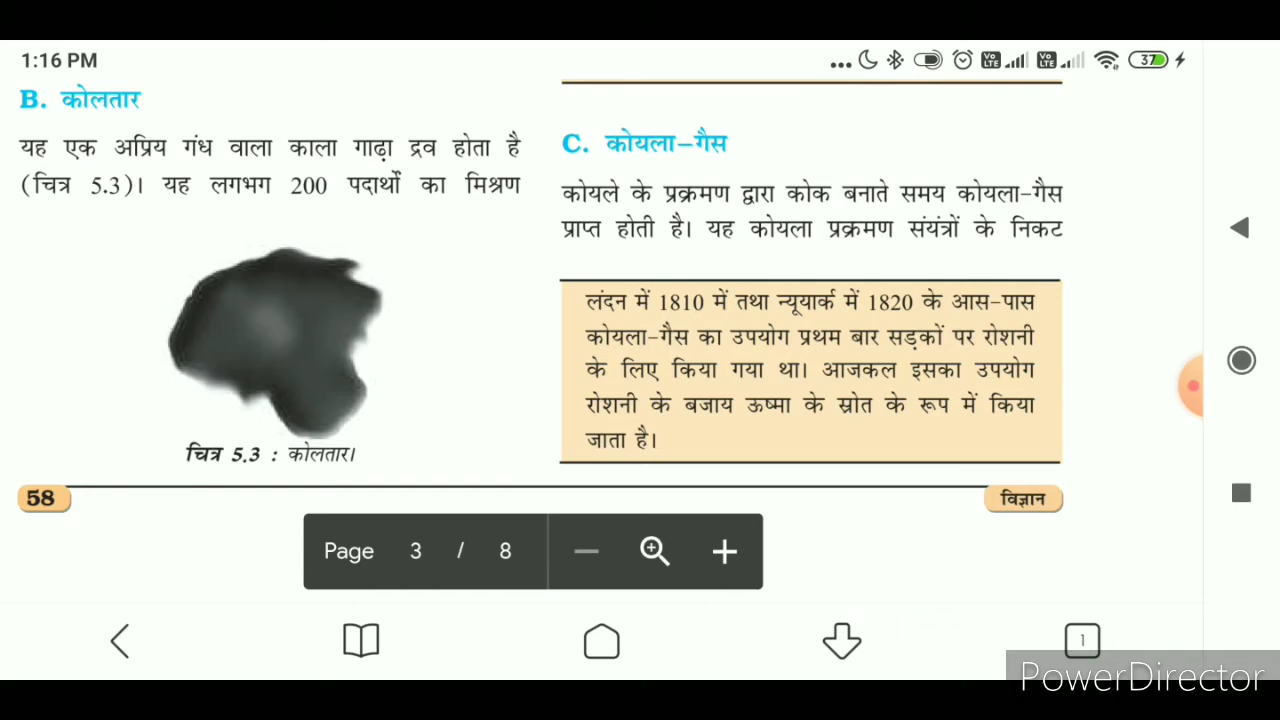 1:16 PM
37
B. कोलतार
यह एक अप्रिय गंध वाला काला गाढ़ा द्रव होता है
(चित्र 5.3)। यह लगभग 200 पदार्थों का मिश्रण
चित्र 5.3 : कोलतार।
C. कोयला-गैस
कोयले के प्रक्रमण द्वारा कोक बनाते समय कोयला-गैस
प्राप्त होती है। यह कोयला प्रक्रमण संयंत्रों के निकट
लंदन में 1810 में तथा न्यूयार्क में 1820 के आस-पास
कोयला-गैस का उपयोग प्रथम बार सड़कों पर रोशनी
के लिए किया गया था। आजकल इसका उपयोग
रोशनी के बजाय ऊष्मा के स्रोत के रूप में किया
जाता है।
58
विज्ञान
Page 3 / 8
1
PowerDirector